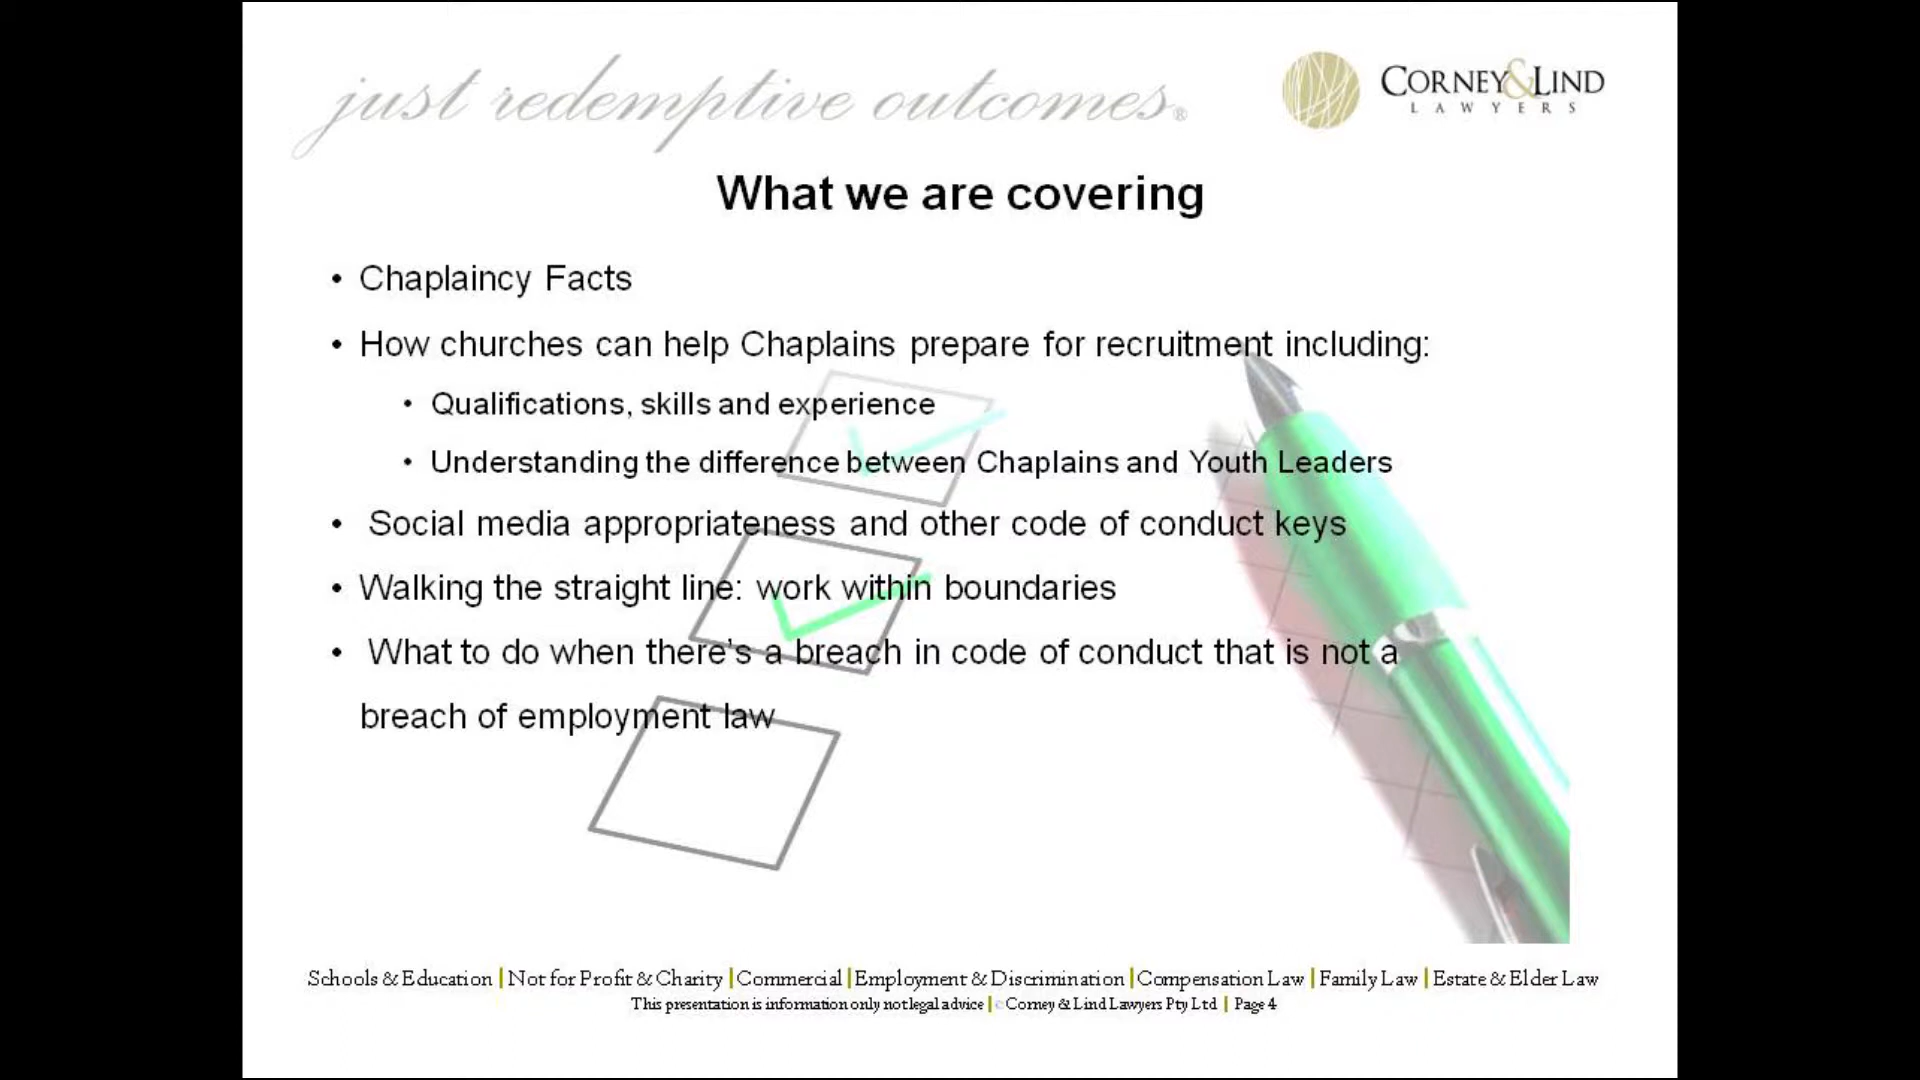 just redemptive outcomes®
CORNEY & LIND
LAWYERS
What we are covering
• Chaplaincy Facts
• How churches can help Chaplains prepare for recruitment including:
• Qualifications, skills and experience
• Understanding the difference between Chaplains and Youth Leaders
• Social media appropriateness and other code of conduct keys
• Walking the straight line: work within boundaries
• What to do when there's a breach in code of conduct that is not a
breach of employment law
Schools & Education | Not for Profit & Charity | Commercial | Employment & Discrimination | Compensation Law | Family Law | Estate & Elder Law
This presentation is information only not legal advice | © Corney & Lind Lawyers Pty Ltd | Page 4